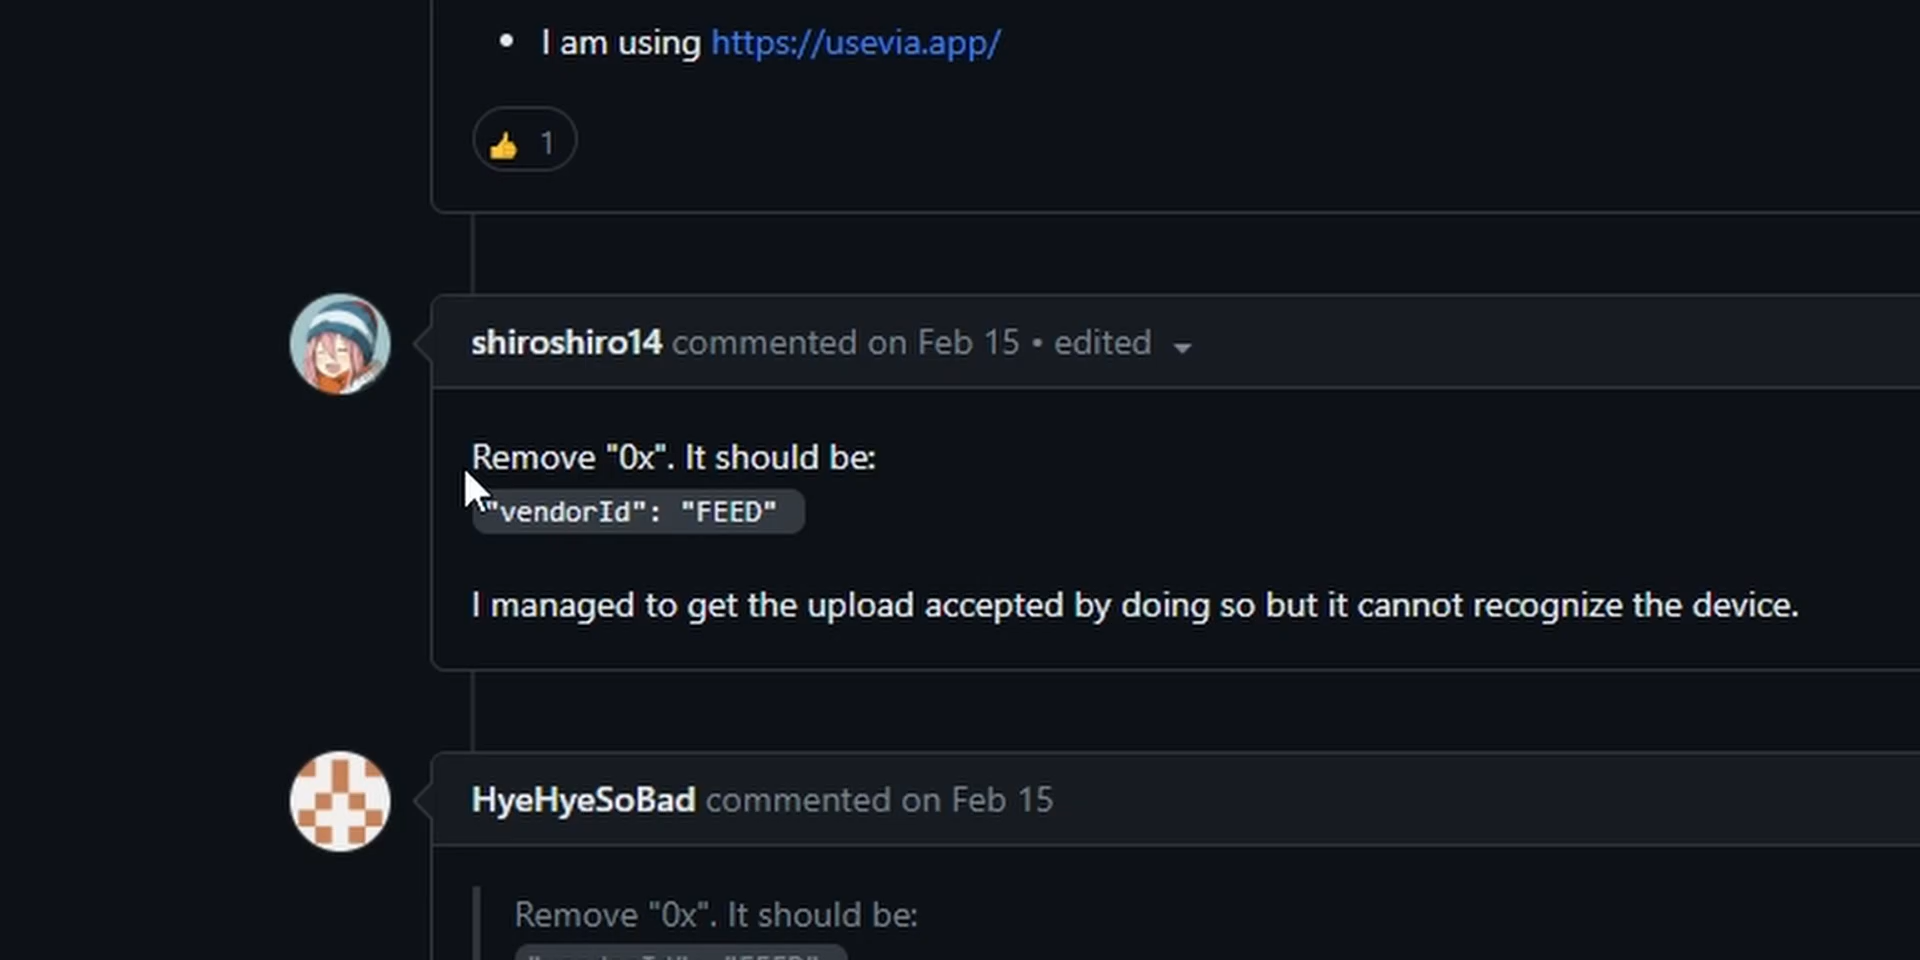 • I am using https://usevia.app/
👍 1
shiroshiro14 commented on Feb 15 • edited
Remove "0x". It should be:
"vendorId": "FEED"
I managed to get the upload accepted by doing so but it cannot recognize the device.
HyeHyeSoBad commented on Feb 15
Remove "0x". It should be: